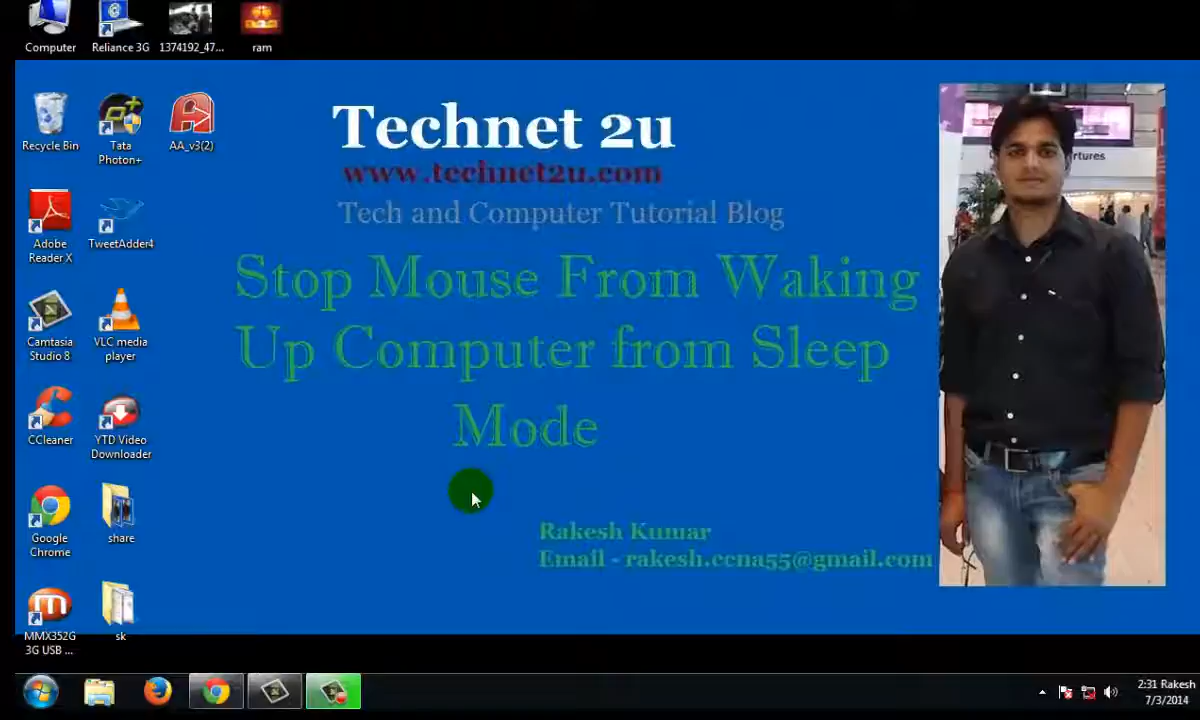 Computer
Reliance 3G
1374192_47...
ram
Recycle Bin
Tata
Photon+
AA_v3(2)
Adobe
Reader X
TweetAdder4
Camtasia
Studio 8
VLC media
player
CCleaner
YTD Video
Downloader
Google
Chrome
share
MMX352G
3G USB ...
sk
Technet 2u
www.technet2u.com
Tech and Computer Tutorial Blog
Stop Mouse From Waking
Up Computer from Sleep
Mode
Rakesh Kumar
Email - rakesh.ccna55@gmail.com
artures
2:31 Rakesh
7/3/2014